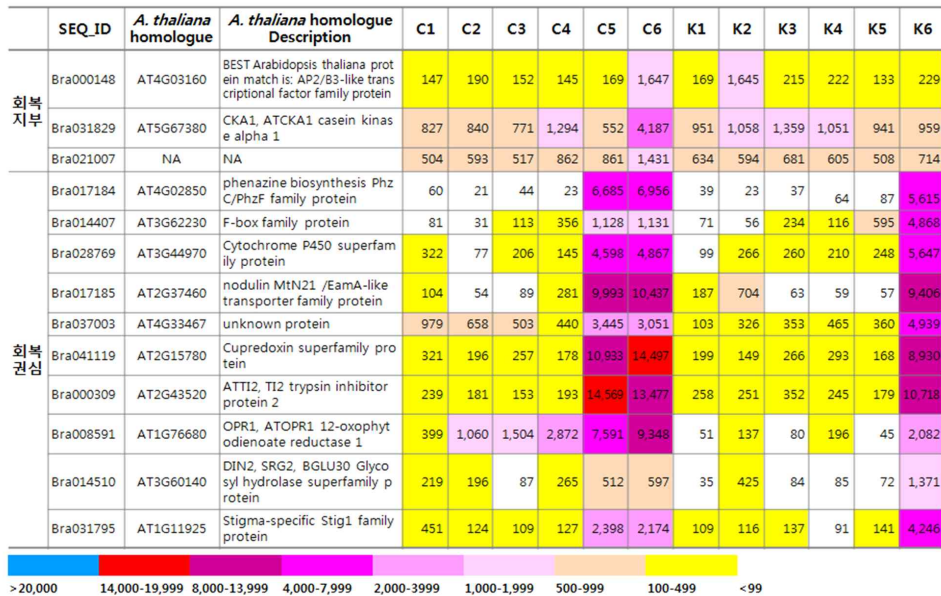 SEQ_ID A. thaliana homologue A. thaliana homologue Description C1 C2 C3 C4 C5 C6 K1 K2 K3 K4 K5 K6
회복
지부
Bra000148 AT4G03160 BEST Arabidopsis thaliana prot
ein match is: AP2/B3-like trans
criptional factor family protein 147 190 152 145 169 1,647 169 1,645 215 222 133 229
Bra031829 AT5G67380 CKA1, ATCKA1 casein kinas
e alpha 1 827 840 771 1,294 552 4,187 951 1,058 1,359 1,051 941 959
Bra021007 NA NA 504 593 517 862 861 1,431 634 594 681 605 508 714
회복
권심
Bra017184 AT4G02850 phenazine biosynthesis Phz
C/PhzF family protein 60 21 44 23 6,685 6,956 39 23 37 64 87 5,615
Bra014407 AT3G62230 F-box family protein 81 31 113 356 1,128 1,131 71 56 234 116 595 4,868
Bra028769 AT3G44970 Cytochrome P450 superfam
ily protein 322 77 206 145 4,598 4,867 99 266 260 210 248 5,647
Bra017185 AT2G37460 nodulin MtN21 /EamA-like
transporter family protein 104 54 89 281 9,993 10,437 187 704 63 59 57 9,406
Bra037003 AT4G33467 unknown protein 979 658 503 440 3,445 3,051 103 326 353 465 360 4,939
Bra041119 AT2G15780 Cupredoxin superfamily pro
tein 321 196 257 178 10,933 14,497 199 149 266 293 168 8,930
Bra000309 AT2G43520 ATTI2, TI2 trypsin inhibitor
protein 2 239 181 153 193 14,569 13,477 258 251 352 245 179 10,718
Bra008591 AT1G76680 OPR1, ATOPR1 12-oxophyt
odienoate reductase 1 399 1,060 1,504 2,872 7,591 9,348 51 137 80 196 45 2,082
Bra014510 AT3G60140 DIN2, SRG2, BGLU30 Glyco
syl hydrolase superfamily p
rotein 219 196 87 265 512 597 35 425 84 85 72 1,371
Bra031795 AT1G11925 Stigma-specific Stig1 family
protein 451 124 109 127 2,398 2,174 109 116 137 91 141 4,246
>20,000 14,000-19,999 8,000-13,999 4,000-7,999 2,000-3999 1,000-1,999 500-999 100-499 <99